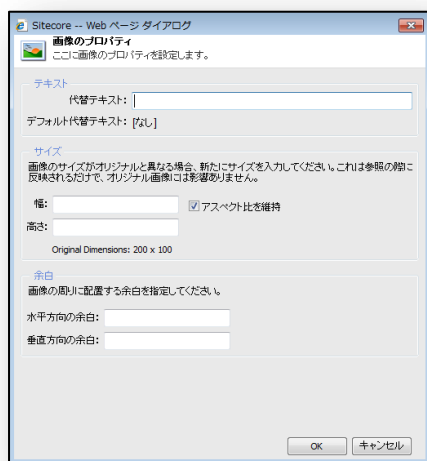 Sitecore -- Web ページ ダイアログ
画像のプロパティ
ここに画像のプロパティを設定します。
テキスト
代替テキスト:
デフォルト代替テキスト: [なし]
サイズ
画像のサイズがオリジナルと異なる場合、新たにサイズを入力してください。これは参照の際に
反映されるだけで、オリジナル画像には影響ありません。
幅:
アスペクト比を維持
高さ:
Original Dimensions: 200 x 100
余白
画像の周りに配置する余白を指定してください。
水平方向の余白:
垂直方向の余白:
OK キャンセル